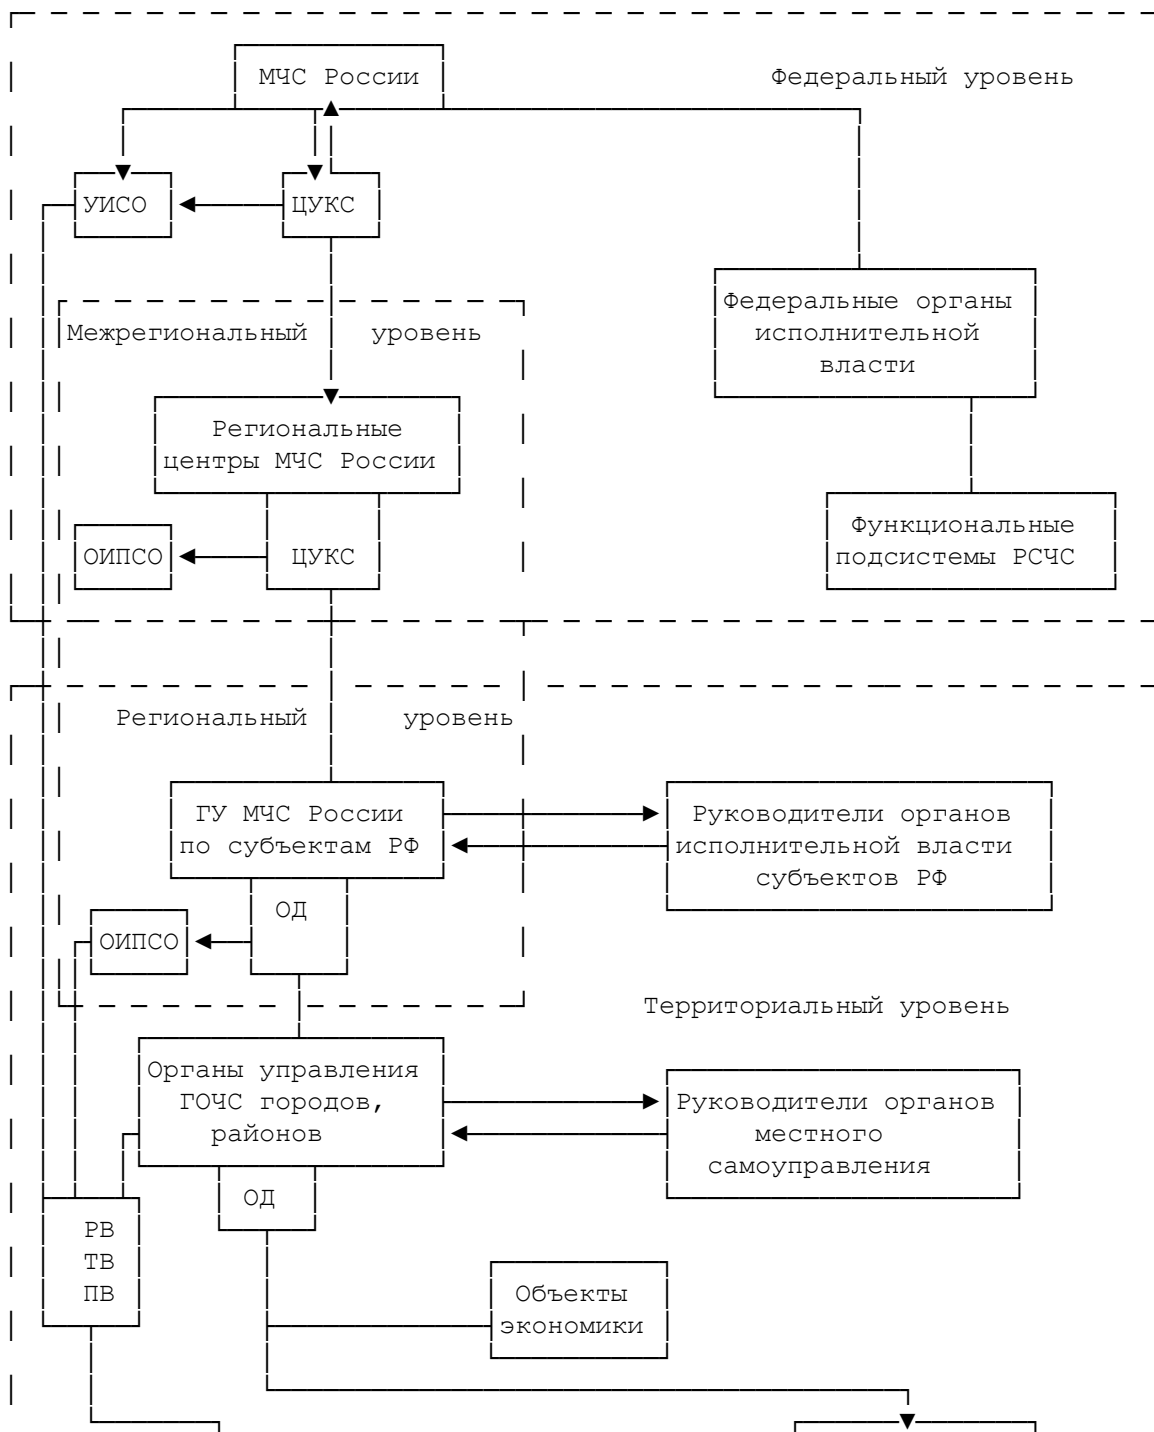 МЧС России
Федеральный уровень
УИСО
ЦУКС
Федеральные органы
исполнительной
власти
Межрегиональный уровень
Региональные
центры МЧС России
Функциональные
подсистемы РСЧС
ОИПСО
ЦУКС
Региональный уровень
ГУ МЧС России
по субъектам РФ
Руководители органов
исполнительной власти
субъектов РФ
ОД
ОИПСО
Территориальный уровень
Органы управления
ГОЧС городов,
районов
Руководители органов
местного
самоуправления
ОД
РВ
ТВ
ПВ
Объекты
экономики